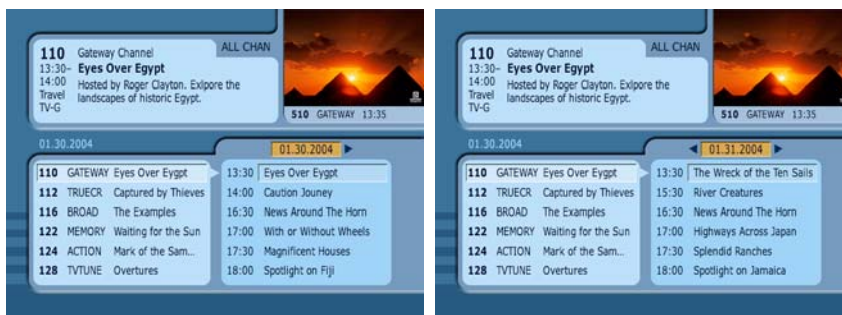 110 Gateway Channel ALL CHAN
13:30– Eyes Over Egypt
14:00 Hosted by Roger Clayton. Exlpore the
Travel landscapes of historic Egypt.
TV-G
510 GATEWAY 13:35
01.30.2004 01.30.2004
110 GATEWAY Eyes Over Eygpt 13:30 Eyes Over Eygpt
112 TRUECR Captured by Thieves 14:00 Caution Jouney
116 BROAD The Examples 16:30 News Around The Horn
122 MEMORY Waiting for the Sun 17:00 With or Without Wheels
124 ACTION Mark of the Sam... 17:30 Magnificent Houses
128 TVTUNE Overtures 18:00 Spotlight on Fiji
110 Gateway Channel ALL CHAN
13:30– Eyes Over Egypt
14:00 Hosted by Roger Clayton. Exlpore the
Travel landscapes of historic Egypt.
TV-G
510 GATEWAY 13:35
01.30.2004 01.31.2004
110 GATEWAY Eyes Over Eygpt 13:30 The Wreck of the Ten Sails
112 TRUECR Captured by Thieves 15:30 River Creatures
116 BROAD The Examples 16:30 News Around The Horn
122 MEMORY Waiting for the Sun 17:00 Highways Across Japan
124 ACTION Mark of the Sam... 17:30 Splendid Ranches
128 TVTUNE Overtures 18:00 Spotlight on Jamaica